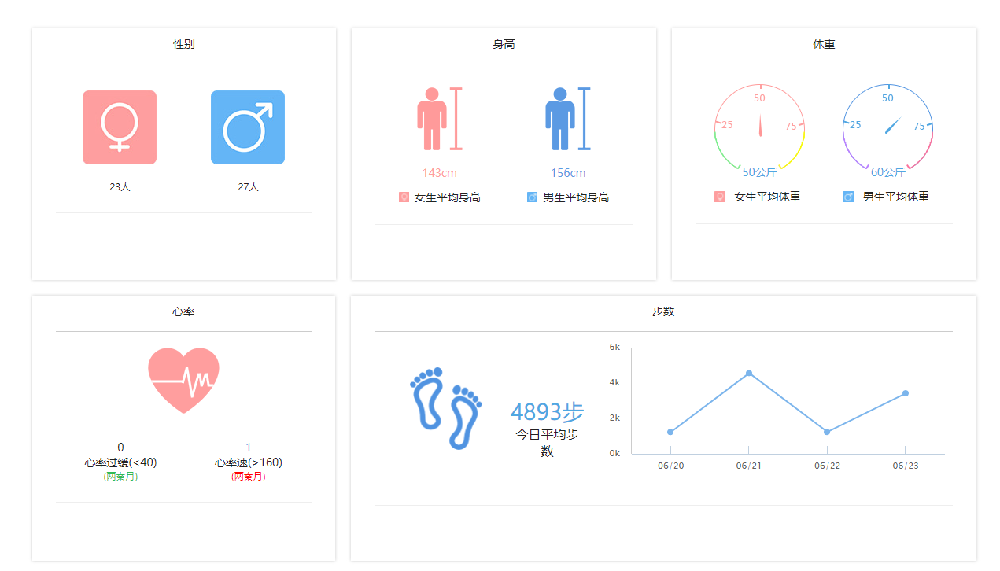 性别
23人
27人
身高
143cm
156cm
女生平均身高
男生平均身高
体重
50
25
75
50公斤
50
25
75
60公斤
女生平均体重
男生平均体重
心率
0
心率过缓(<40)
(两秦月)
1
心率速(>160)
(两秦月)
步数
4893步
今日平均步
数
6k
4k
2k
0k
06/20
06/21
06/22
06/23